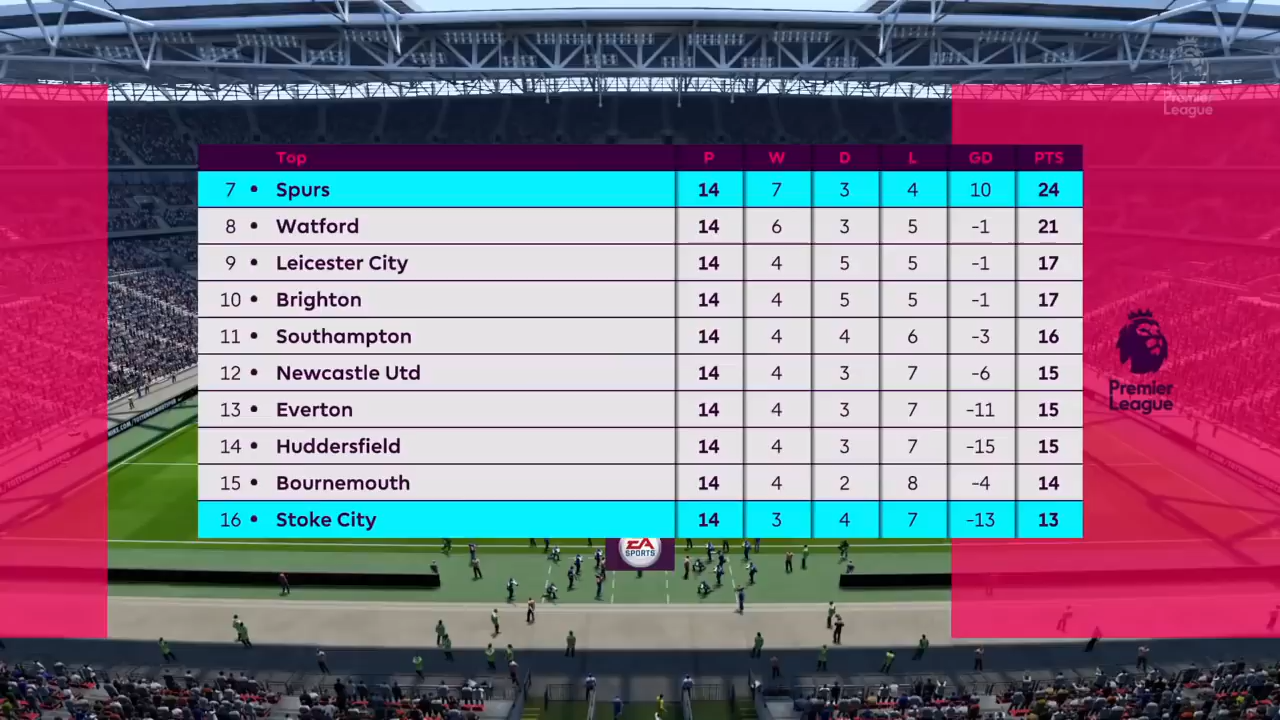 Premier
League
Top P W D L GD PTS
7 • Spurs 14 7 3 4 10 24
8 • Watford 14 6 3 5 -1 21
9 • Leicester City 14 4 5 5 -1 17
10 • Brighton 14 4 5 5 -1 17
11 • Southampton 14 4 4 6 -3 16
12 • Newcastle Utd 14 4 3 7 -6 15
13 • Everton 14 4 3 7 -11 15
14 • Huddersfield 14 4 3 7 -15 15
15 • Bournemouth 14 4 2 8 -4 14
16 • Stoke City 14 3 4 7 -13 13
Premier
League
EA
SPORTS